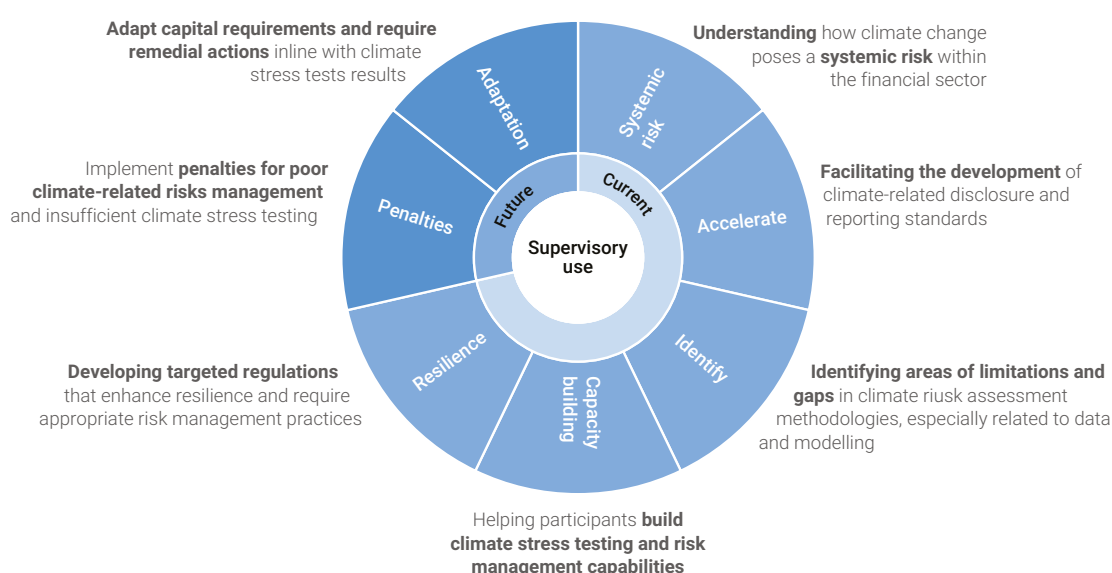 Adapt capital requirements and require
remedial actions inline with climate
stress tests results
Understanding how climate change
poses a systemic risk within
the financial sector
Implement penalties for poor
climate-related risks management
and insufficient climate stress testing
Facilitating the development of
climate-related disclosure and
reporting standards
Developing targeted regulations
that enhance resilience and require
appropriate risk management practices
Identifying areas of limitations and
gaps in climate riusk assessment
methodologies, especially related to data
and modelling
Helping participants build
climate stress testing and risk
management capabilities
Adaptation
Systemic
risk
Penalties
Accelerate
Resilience
Identify
Capacity
building
Future
Current
Supervisory
use